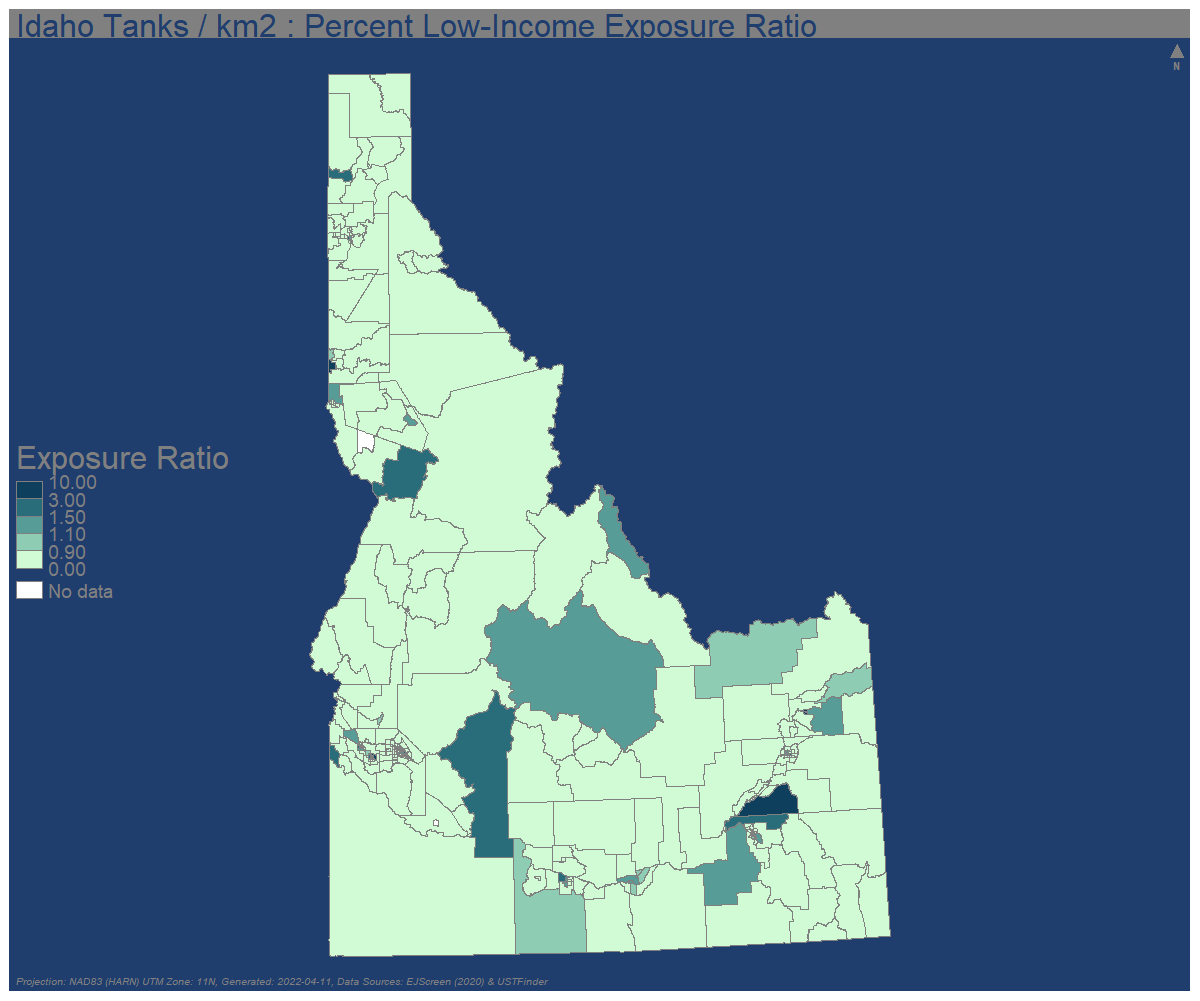 Idaho Tanks / km2 : Percent Low-Income Exposure Ratio
N
Exposure Ratio
10.00
3.00
1.50
1.10
0.90
0.00
No data
Projection: NAD83 (HARN) UTM Zone: 11N, Generated: 2022-04-11, Data Sources: EJScreen (2020) & USTFinder